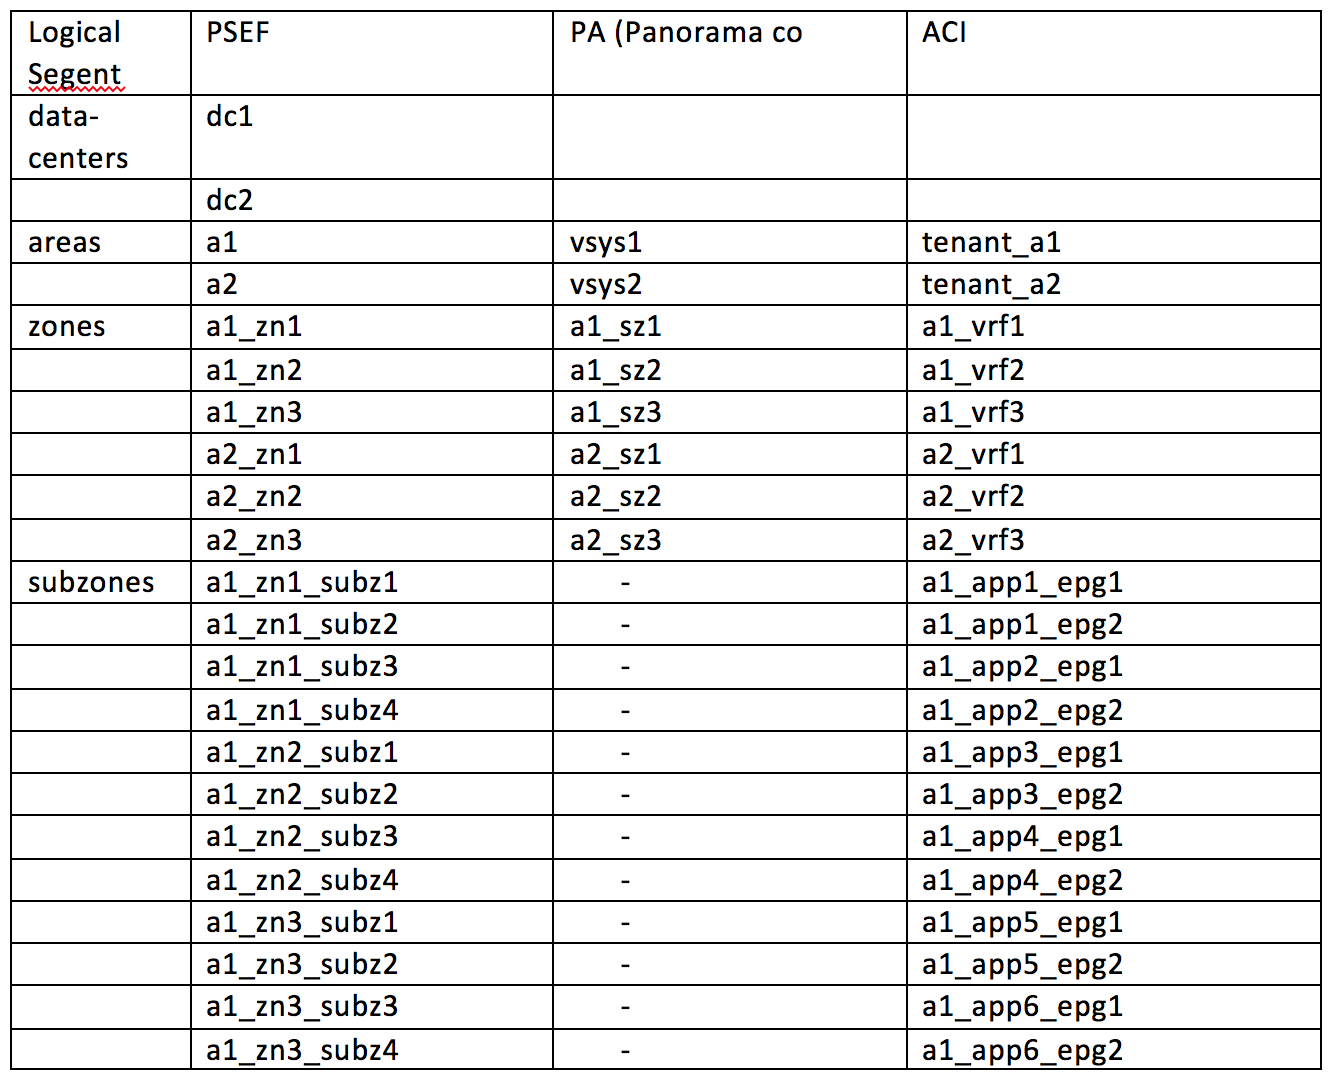 Logical Segent PSEF PA (Panorama co ACI
data-centers dc1
dc2
areas a1 vsys1 tenant_a1
a2 vsys2 tenant_a2
zones a1_zn1 a1_sz1 a1_vrf1
a1_zn2 a1_sz2 a1_vrf2
a1_zn3 a1_sz3 a1_vrf3
a2_zn1 a2_sz1 a2_vrf1
a2_zn2 a2_sz2 a2_vrf2
a2_zn3 a2_sz3 a2_vrf3
subzones a1_zn1_subz1 - a1_app1_epg1
a1_zn1_subz2 - a1_app1_epg2
a1_zn1_subz3 - a1_app2_epg1
a1_zn1_subz4 - a1_app2_epg2
a1_zn2_subz1 - a1_app3_epg1
a1_zn2_subz2 - a1_app3_epg2
a1_zn2_subz3 - a1_app4_epg1
a1_zn2_subz4 - a1_app4_epg2
a1_zn3_subz1 - a1_app5_epg1
a1_zn3_subz2 - a1_app5_epg2
a1_zn3_subz3 - a1_app6_epg1
a1_zn3_subz4 - a1_app6_epg2